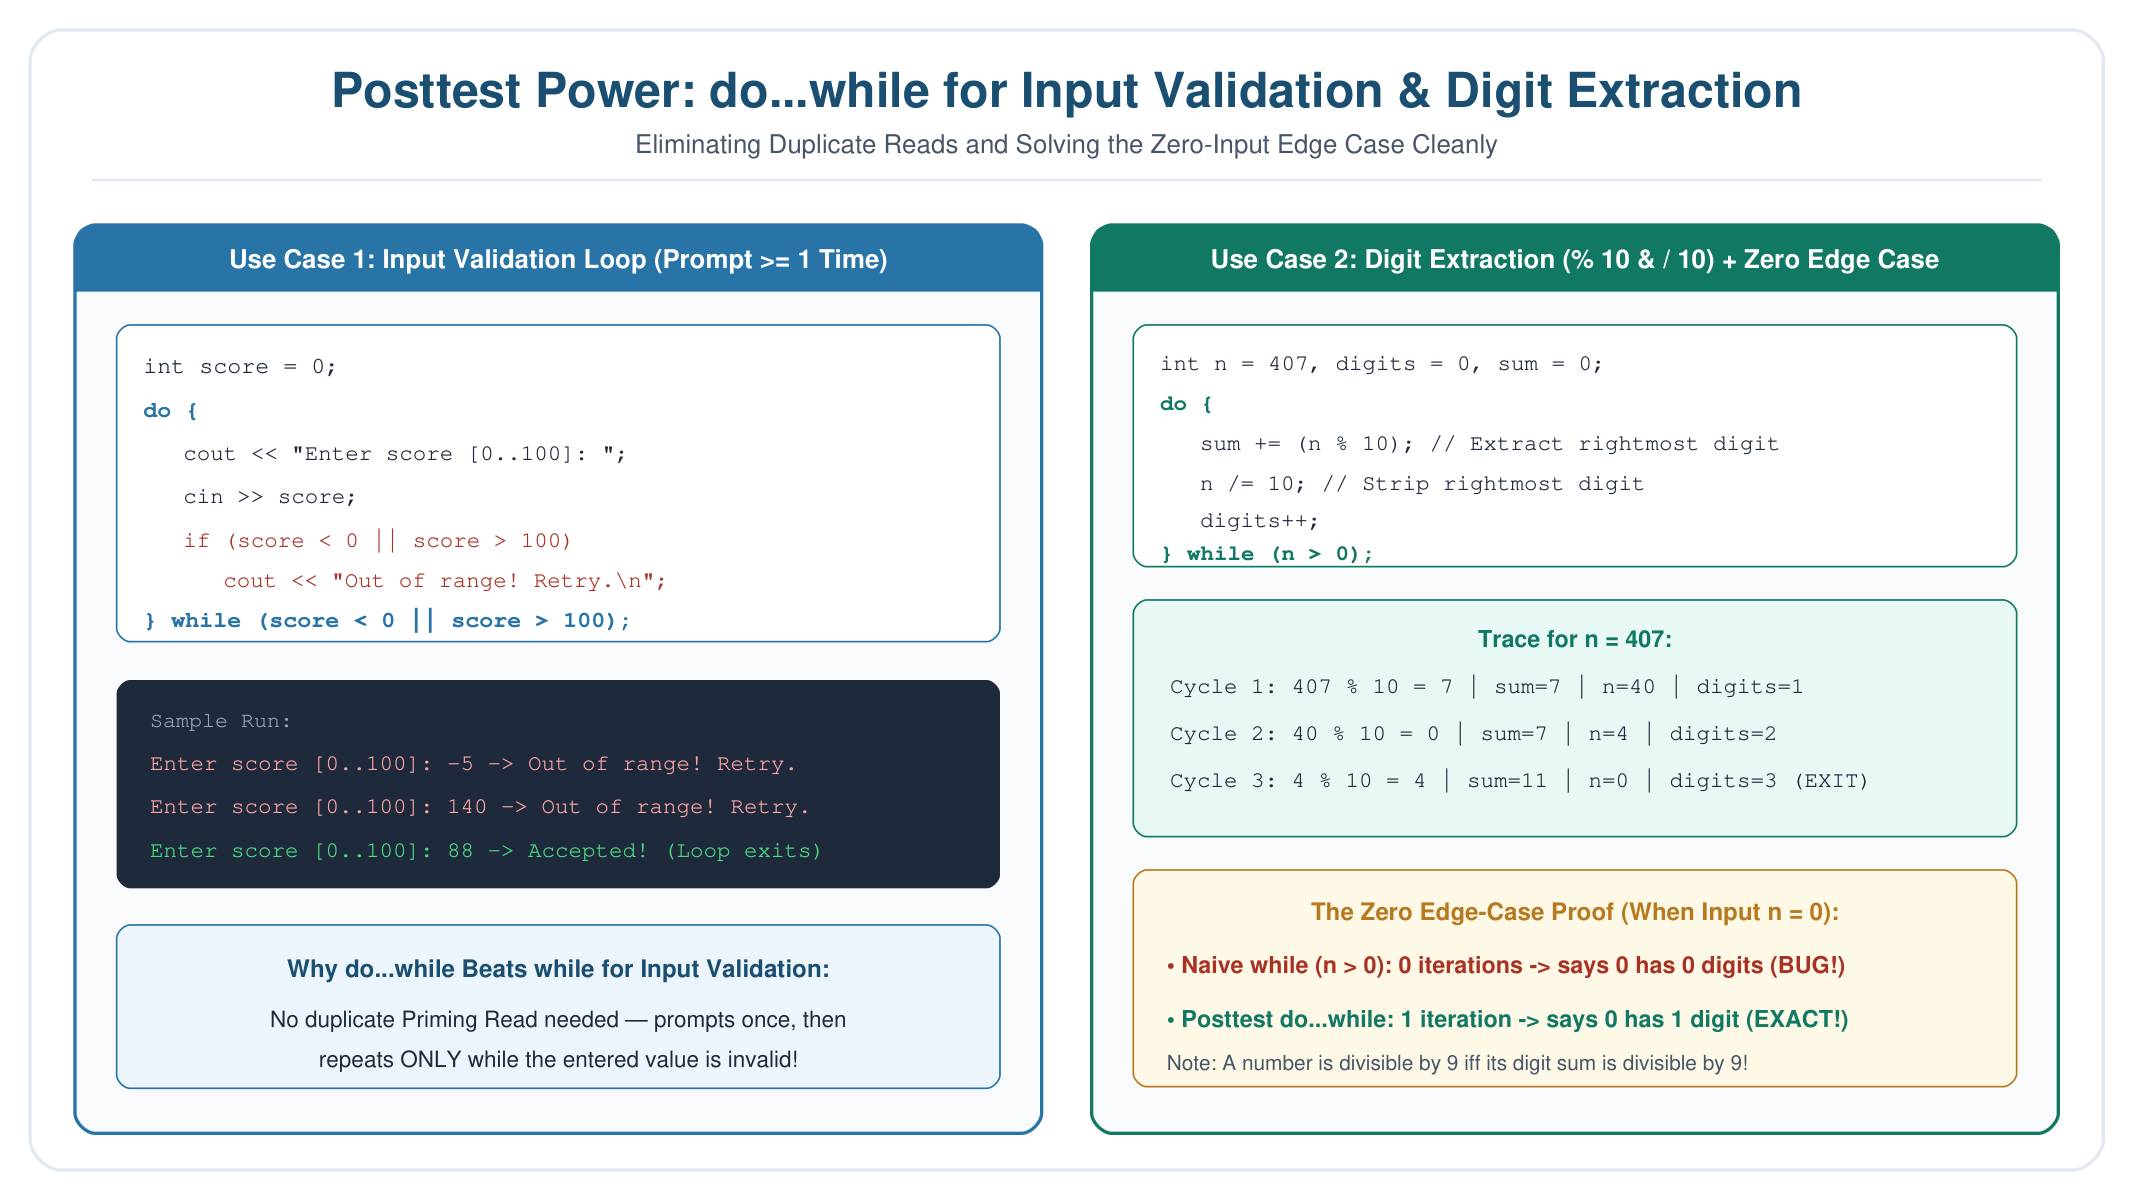 Posttest Power: do...while for Input Validation & Digit Extraction
Eliminating Duplicate Reads and Solving the Zero-Input Edge Case Cleanly
Use Case 1: Input Validation Loop (Prompt >= 1 Time)
int score = 0;
do {
cout << "Enter score [0..100]: ";
cin >> score;
if (score < 0 || score > 100)
cout << "Out of range! Retry.\n";
} while (score < 0 || score > 100);
Sample Run:
Enter score [0..100]: -5 -> Out of range! Retry.
Enter score [0..100]: 140 -> Out of range! Retry.
Enter score [0..100]: 88 -> Accepted! (Loop exits)
Why do...while Beats while for Input Validation:
No duplicate Priming Read needed — prompts once, then
repeats ONLY while the entered value is invalid!
Use Case 2: Digit Extraction (% 10 & / 10) + Zero Edge Case
int n = 407, digits = 0, sum = 0;
do {
sum += (n % 10); // Extract rightmost digit
n /= 10; // Strip rightmost digit
digits++;
} while (n > 0);
Trace for n = 407:
Cycle 1: 407 % 10 = 7 | sum=7 | n=40 | digits=1
Cycle 2: 40 % 10 = 0 | sum=7 | n=4 | digits=2
Cycle 3: 4 % 10 = 4 | sum=11 | n=0 | digits=3 (EXIT)
The Zero Edge-Case Proof (When Input n = 0):
• Naive while (n > 0): 0 iterations -> says 0 has 0 digits (BUG!)
• Posttest do...while: 1 iteration -> says 0 has 1 digit (EXACT!)
Note: A number is divisible by 9 iff its digit sum is divisible by 9!